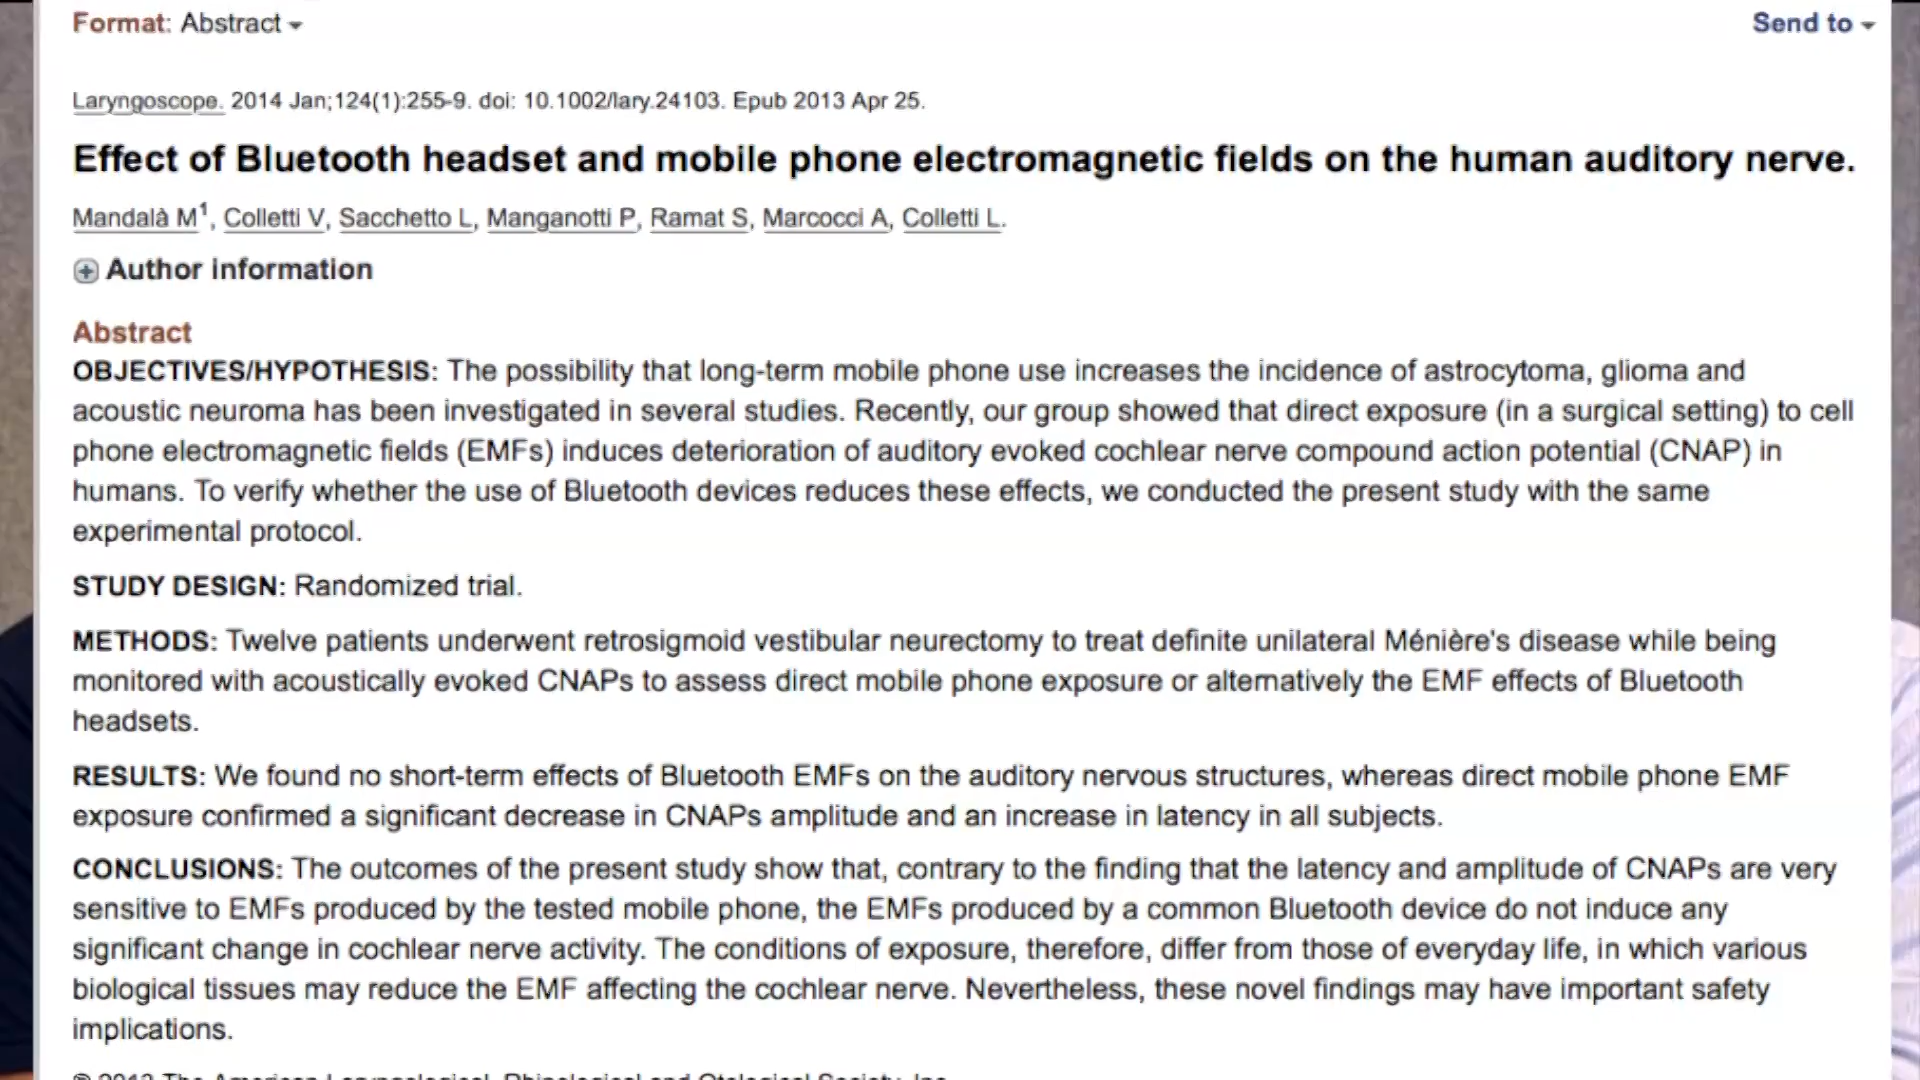 Format: Abstract
Send to
Laryngoscope. 2014 Jan;124(1):255-9. doi: 10.1002/lary.24103. Epub 2013 Apr 25.
Effect of Bluetooth headset and mobile phone electromagnetic fields on the human auditory nerve.
Mandalà M1, Colletti V, Sacchetto L, Manganotti P, Ramat S, Marcocci A, Colletti L.
Author information
Abstract
OBJECTIVES/HYPOTHESIS: The possibility that long-term mobile phone use increases the incidence of astrocytoma, glioma and
acoustic neuroma has been investigated in several studies. Recently, our group showed that direct exposure (in a surgical setting) to cell
phone electromagnetic fields (EMFs) induces deterioration of auditory evoked cochlear nerve compound action potential (CNAP) in
humans. To verify whether the use of Bluetooth devices reduces these effects, we conducted the present study with the same
experimental protocol.
STUDY DESIGN: Randomized trial.
METHODS: Twelve patients underwent retrosigmoid vestibular neurectomy to treat definite unilateral Ménière's disease while being
monitored with acoustically evoked CNAPs to assess direct mobile phone exposure or alternatively the EMF effects of Bluetooth
headsets.
RESULTS: We found no short-term effects of Bluetooth EMFs on the auditory nervous structures, whereas direct mobile phone EMF
exposure confirmed a significant decrease in CNAPs amplitude and an increase in latency in all subjects.
CONCLUSIONS: The outcomes of the present study show that, contrary to the finding that the latency and amplitude of CNAPs are very
sensitive to EMFs produced by the tested mobile phone, the EMFs produced by a common Bluetooth device do not induce any
significant change in cochlear nerve activity. The conditions of exposure, therefore, differ from those of everyday life, in which various
biological tissues may reduce the EMF affecting the cochlear nerve. Nevertheless, these novel findings may have important safety
implications.
© 2013 The American Laryngological, Rhinological and Otological Society, Inc.